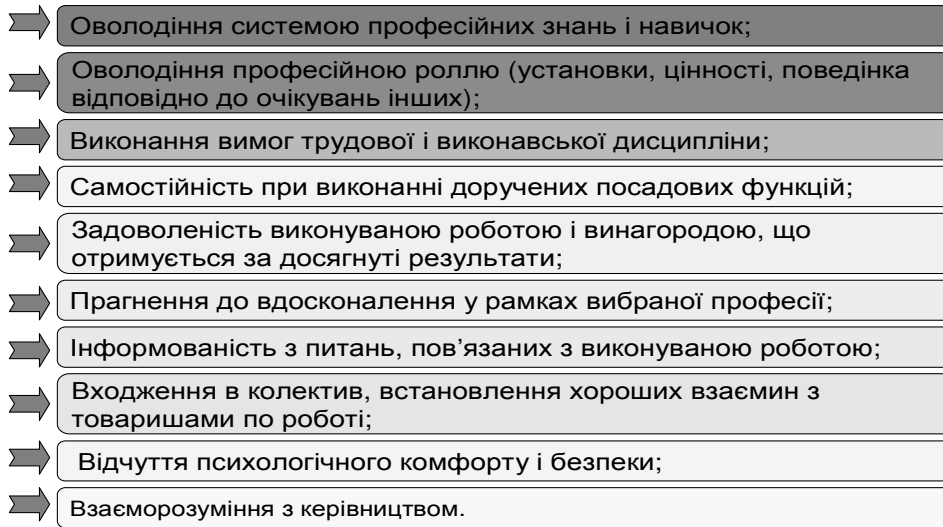 Оволодіння системою професійних знань і навичок;
Оволодіння професійною роллю (установки, цінності, поведінка
відповідно до очікувань інших);
Виконання вимог трудової і виконавської дисципліни;
Самостійність при виконанні доручених посадових функцій;
Задоволеність виконуваною роботою і винагородою, що
отримується за досягнуті результати;
Прагнення до вдосконалення у рамках вибраної професії;
Інформованість з питань, пов’язаних з виконуваною роботою;
Входження в колектив, встановлення хороших взаємин з
товаришами по роботі;
Відчуття психологічного комфорту і безпеки;
Взаєморозуміння з керівництвом.